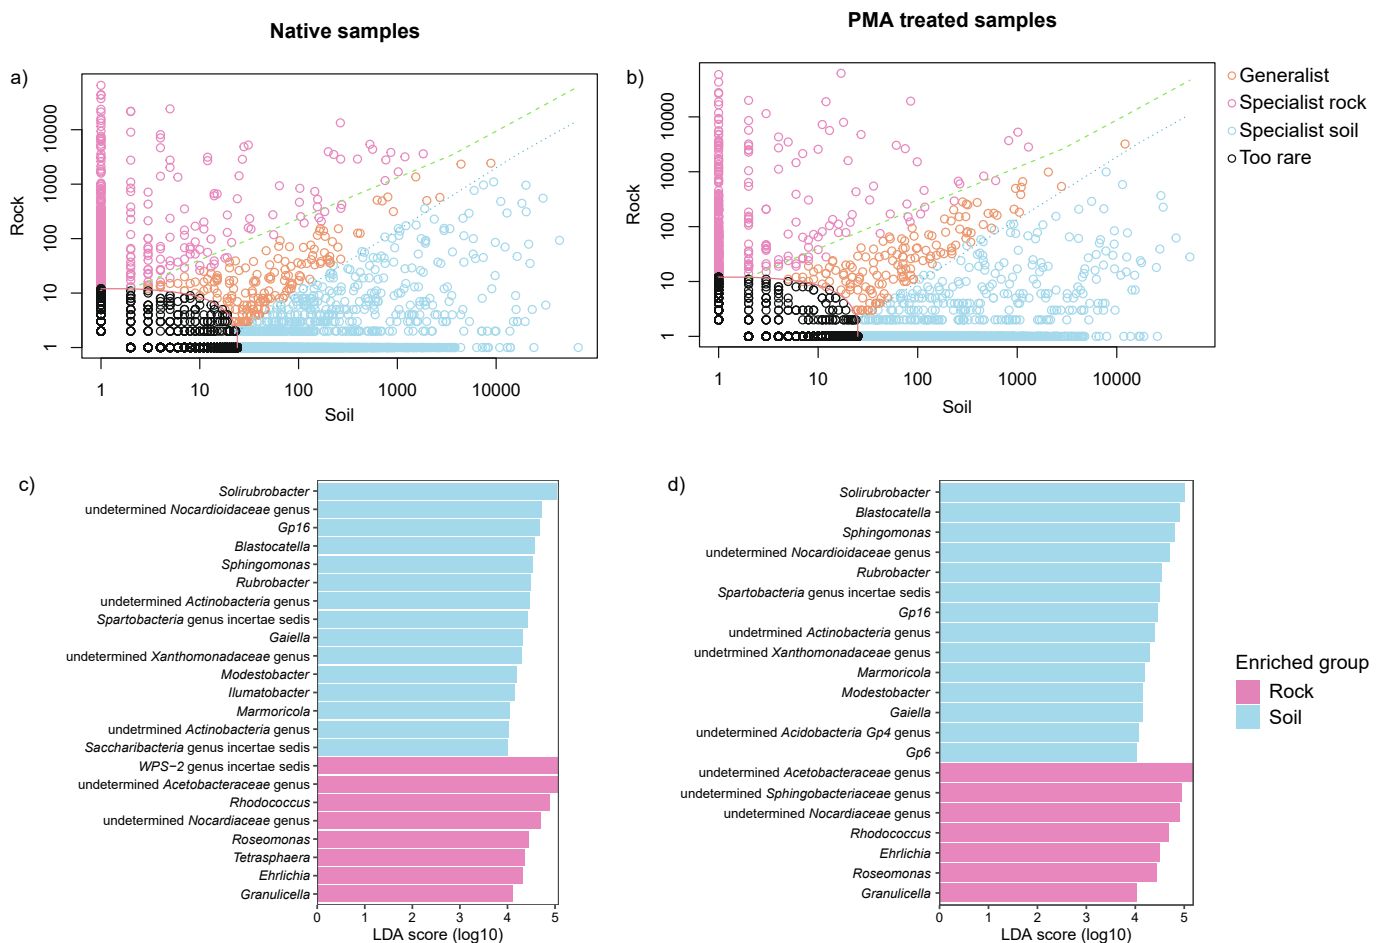 Native samples
PMA treated samples
a)
Rock
10000
1000
100
10
1
1
10
100
1000
10000
Soil
b)
Rock
10000
1000
100
10
1
1
10
100
1000
10000
Soil
Generalist
Specialist rock
Specialist soil
Too rare
c)
Solirubrobacter
undetermined Nocardioidaceae genus
Gp16
Blastocatella
Sphingomonas
Rubrobacter
undetermined Actinobacteria genus
Spartobacteria genus incertae sedis
Gaiella
undetermined Xanthomonadaceae genus
Modestobacter
Ilumatobacter
Marmoricola
undetrmined Actinobacteria genus
Saccharibacteria genus incertae sedis
WPS−2 genus incertae sedis
undetermined Acetobacteraceae genus
Rhodococcus
undetermined Nocardiaceae genus
Roseomonas
Tetrasphaera
Ehrlichia
Granulicella
0
1
2
3
4
5
LDA score (log10)
d)
Solirubrobacter
Blastocatella
Sphingomonas
undetermined Nocardioidaceae genus
Rubrobacter
Spartobacteria genus incertae sedis
Gp16
undetrmined Actinobacteria genus
undetrmined Xanthomonadaceae genus
Marmoricola
Modestobacter
Gaiella
undetermined Acidobacteria Gp4 genus
Gp6
undetermined Acetobacteraceae genus
undetermined Sphingobacteriaceae genus
undetermined Nocardiaceae genus
Rhodococcus
Ehrlichia
Roseomonas
Granulicella
0
1
2
3
4
5
LDA score (log10)
Enriched group
Rock
Soil